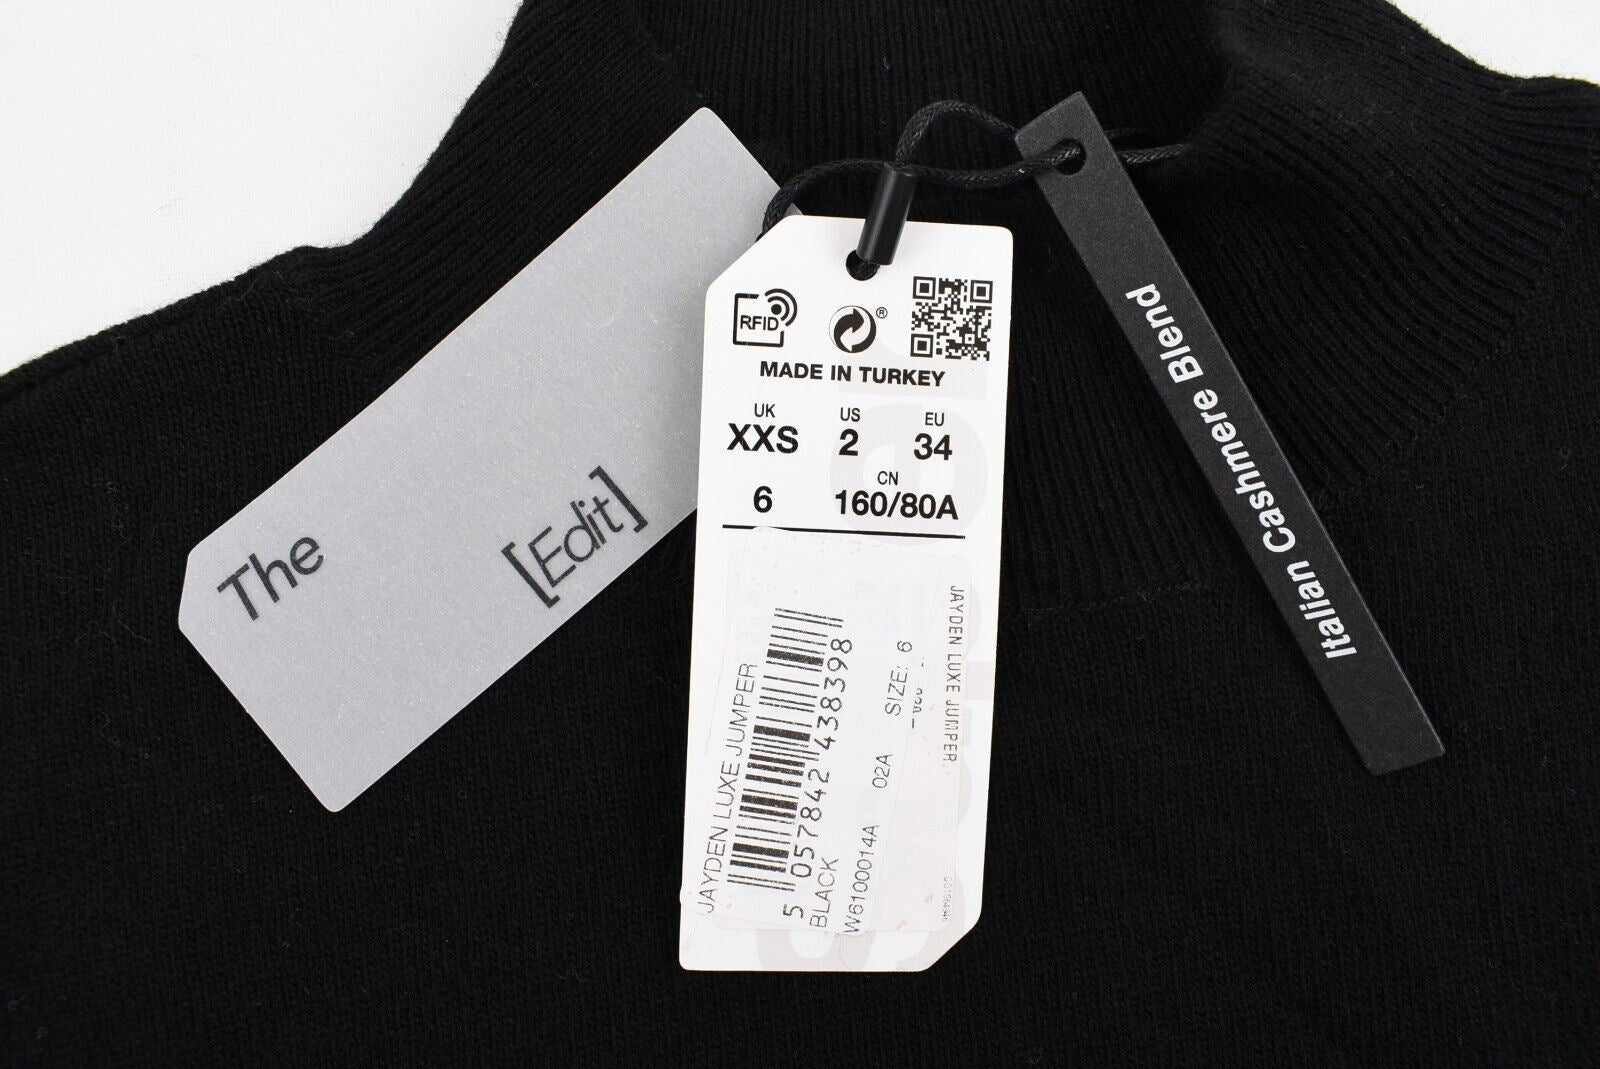 The [Edit]
RFID
®
MADE IN TURKEY
UK US EU
XXS 2 34
CN
6 160/80A
JAYDEN LUXE JUMPER
5 057842 438398
BLACK
W6100014A 02A SIZE: 6
JAYDEN LUXE JUMPER
Italian Cashmere Blend